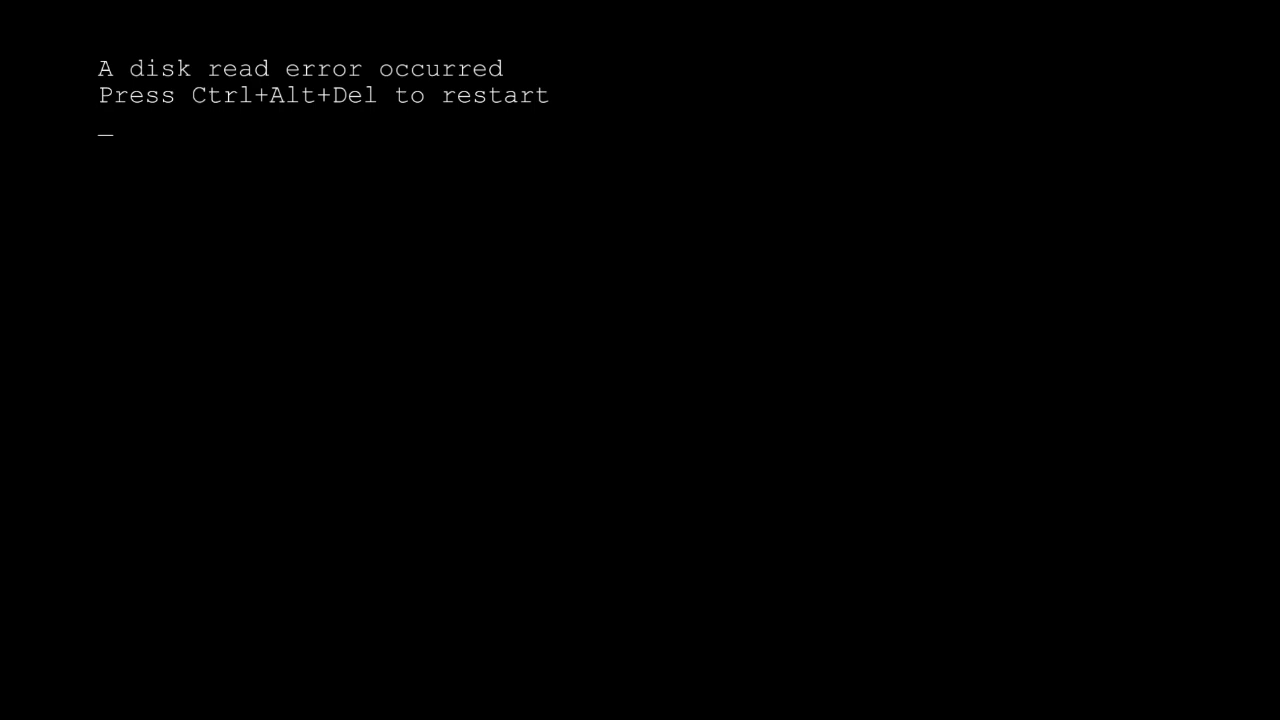 A disk read error occurred
Press Ctrl+Alt+Del to restart
_